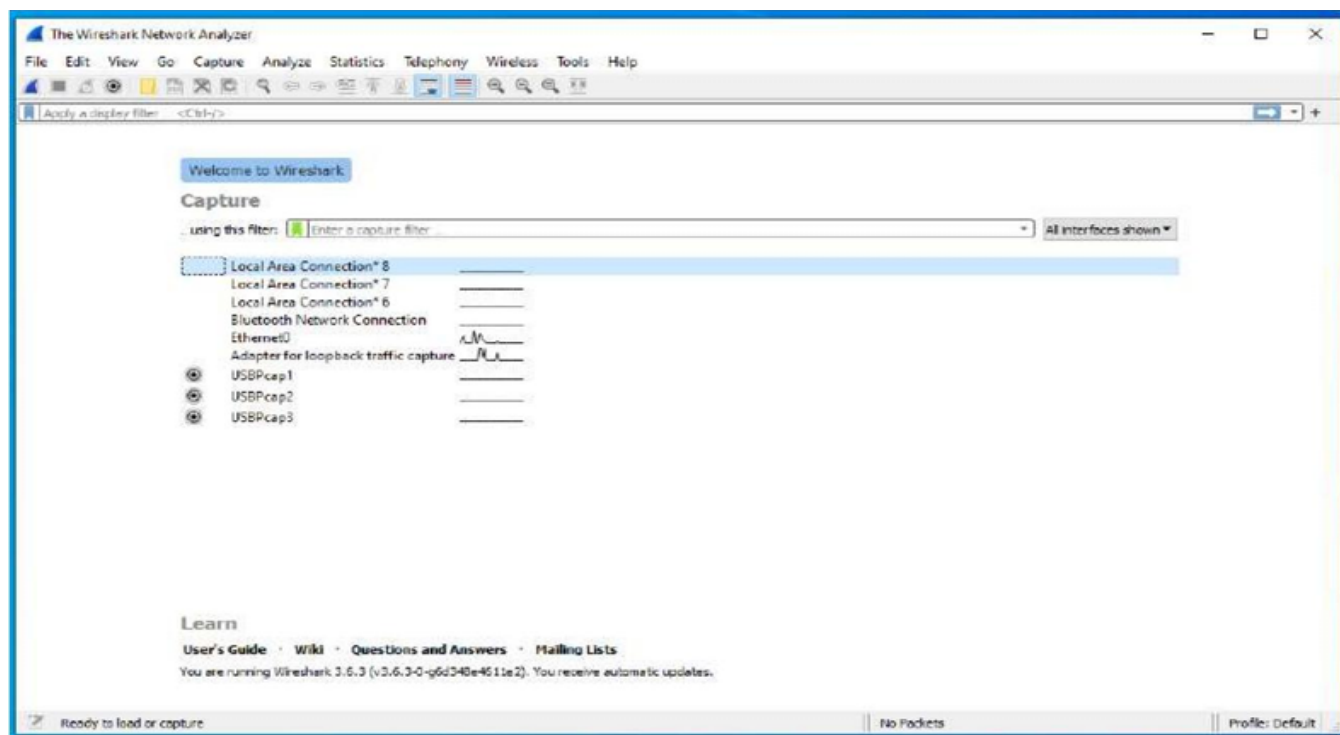 The Wireshark Network Analyzer
File Edit View Go Capture Analyze Statistics Telephony Wireless Tools Help
Apply a display filter ... <Ctrl-/>
+
Welcome to Wireshark
Capture
...using this filter: Enter a capture filter ... All interfaces shown
Local Area Connection* 8
Local Area Connection* 7
Local Area Connection* 6
Bluetooth Network Connection
Ethernet0
Adapter for loopback traffic capture
USBPcap1
USBPcap2
USBPcap3
Learn
User's Guide · Wiki · Questions and Answers · Mailing Lists
You are running Wireshark 3.6.3 (v3.6.3-0-g6d348e4611e2). You receive automatic updates.
Ready to load or capture No Packets Profile: Default